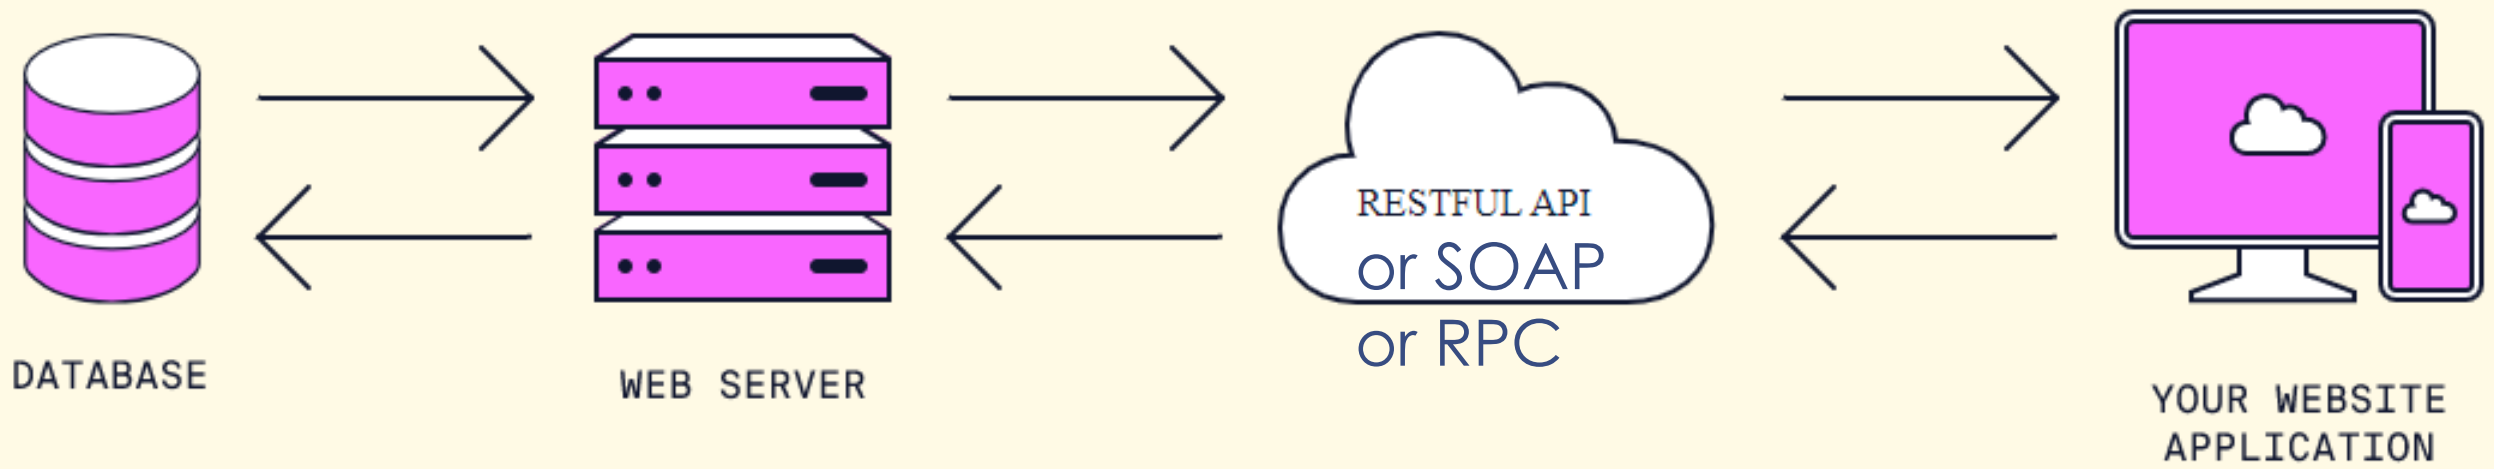 RESTFUL API
or SOAP
or RPC
DATABASE
WEB SERVER
YOUR WEBSITE
APPLICATION